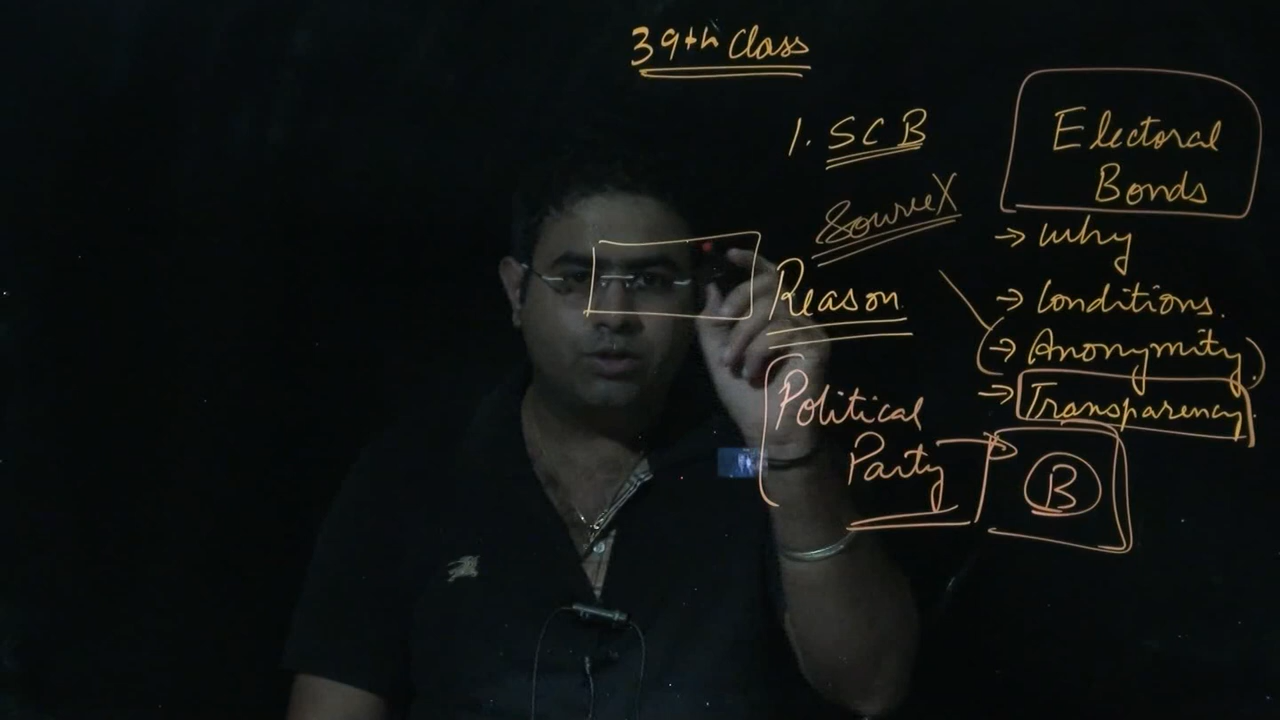 39th Class
1. SCB
Source X
Reason
Political
Party
Electoral
Bonds
→ Why
→ Conditions.
(→ Anonymity)
→ Transparency.
B